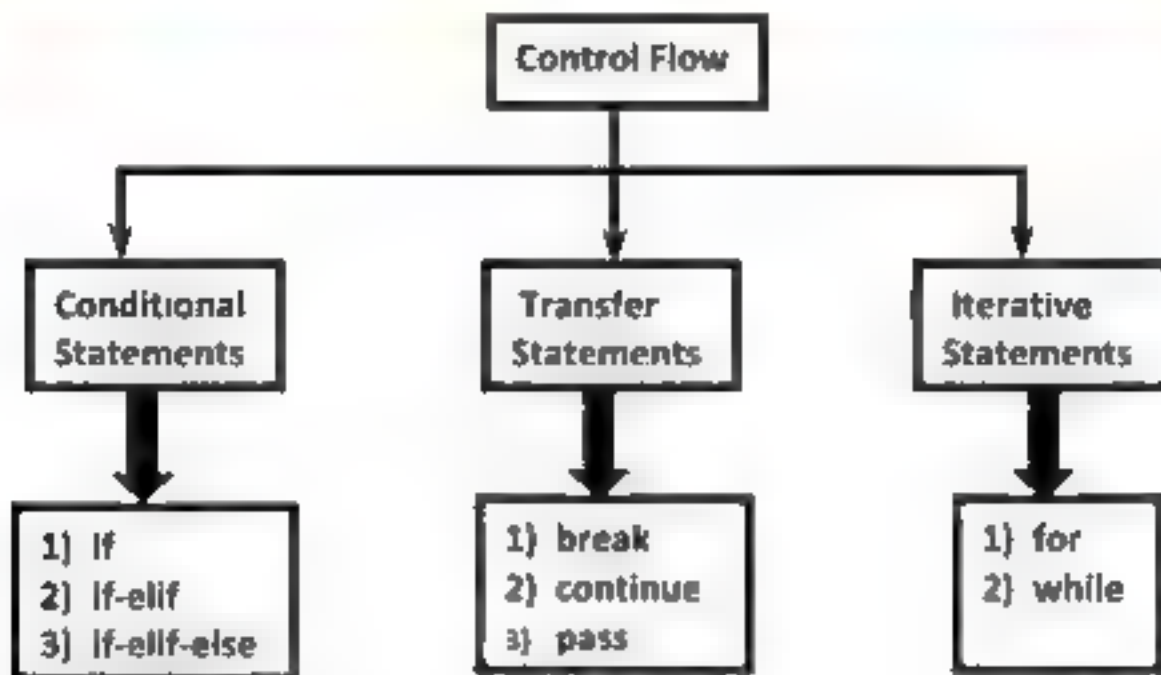 Control Flow
Conditional
Statements
Transfer
Statements
Iterative
Statements
1) if
2) if-elif
3) if-elif-else
1) break
2) continue
3) pass
1) for
2) while